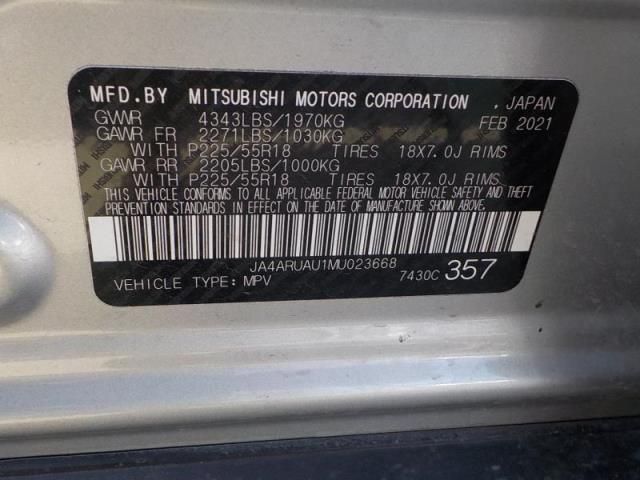 MFD.BY MITSUBISHI MOTORS CORPORATION . JAPAN
GVWR 4343LBS/1970KG FEB 2021
GAWR FR 2271LBS/1030KG
WITH P225/55R18 TIRES 18X7.0J RIMS
GAWR RR 2205LBS/1000KG
WITH P225/55R18 TIRES 18X7.0J RIMS
THIS VEHICLE CONFORMS TO ALL APPLICABLE FEDERAL MOTOR VEHICLE SAFETY AND THEFT
PREVENTION STANDARDS IN EFFECT ON THE DATE OF MANUFACTURE SHOWN ABOVE.
JA4ARUAU1MU023668
VEHICLE TYPE: MPV 7430C 357